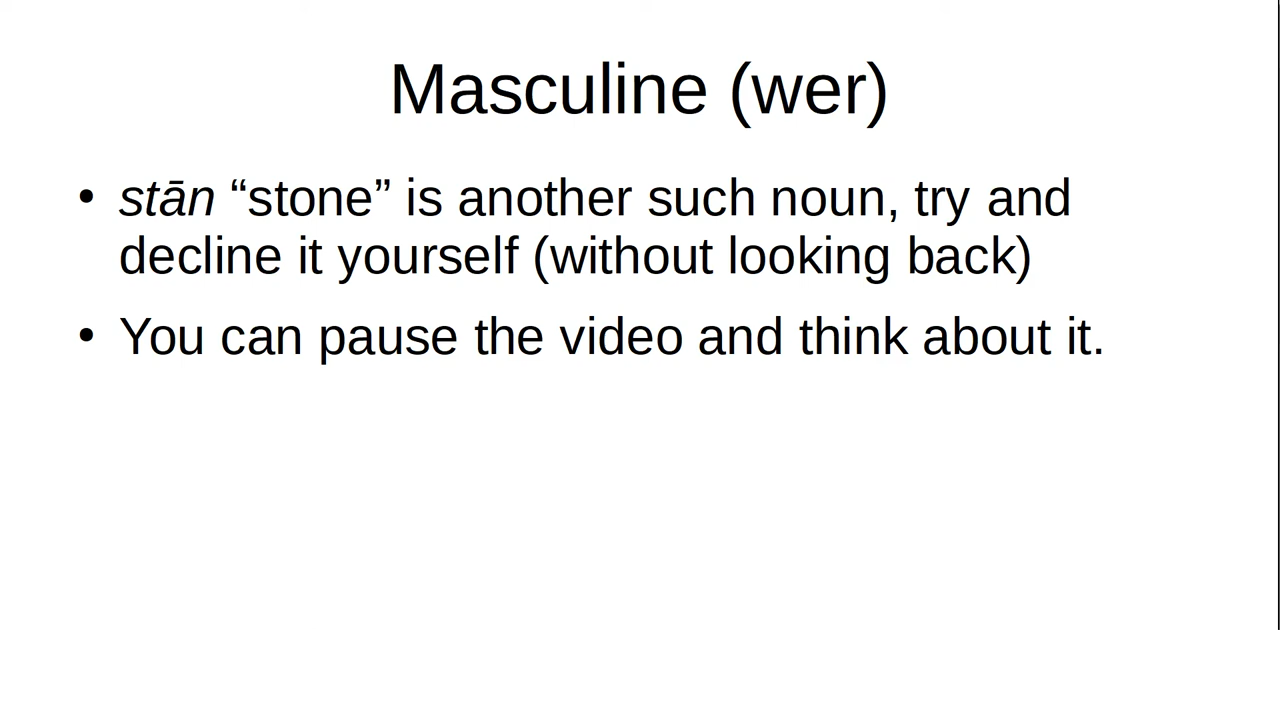 Masculine (wer)
• stān “stone” is another such noun, try and
decline it yourself (without looking back)
• You can pause the video and think about it.